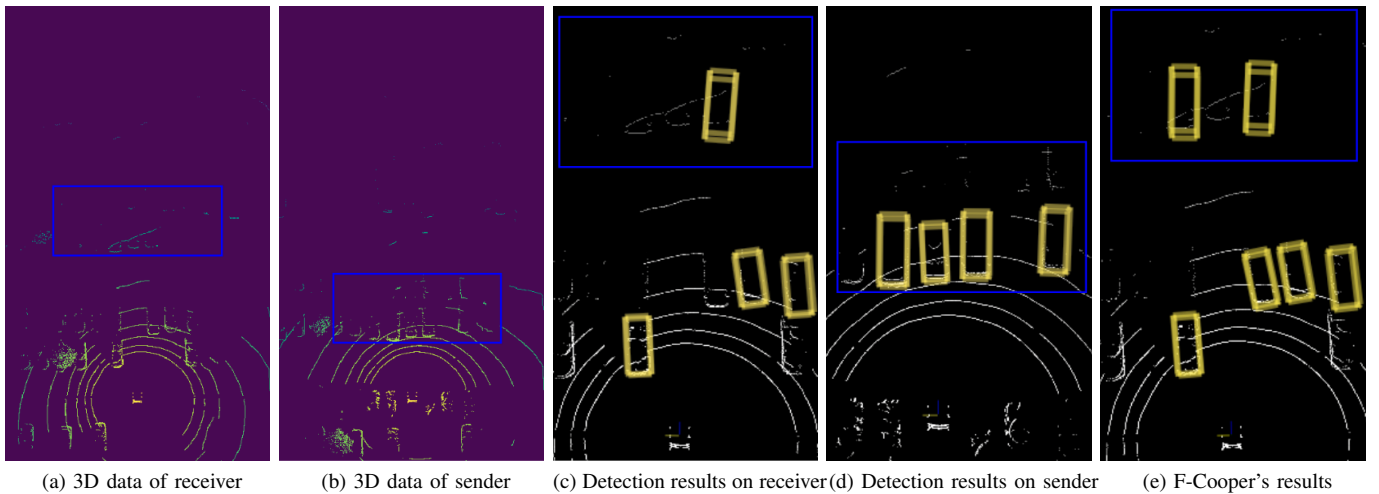 (a) 3D data of receiver
(b) 3D data of sender
(c) Detection results on receiver
(d) Detection results on sender
(e) F-Cooper's results